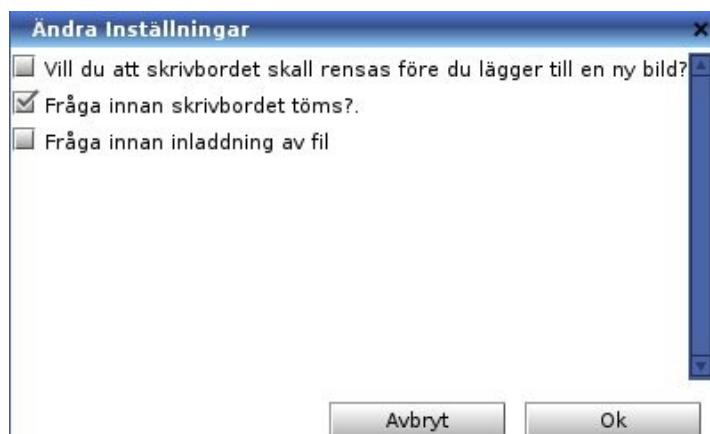 Ändra Inställningar
Vill du att skrivbordet skall rensas före du lägger till en ny bild?
Fråga innan skrivbordet töms?.
Fråga innan inladdning av fil
Avbryt Ok